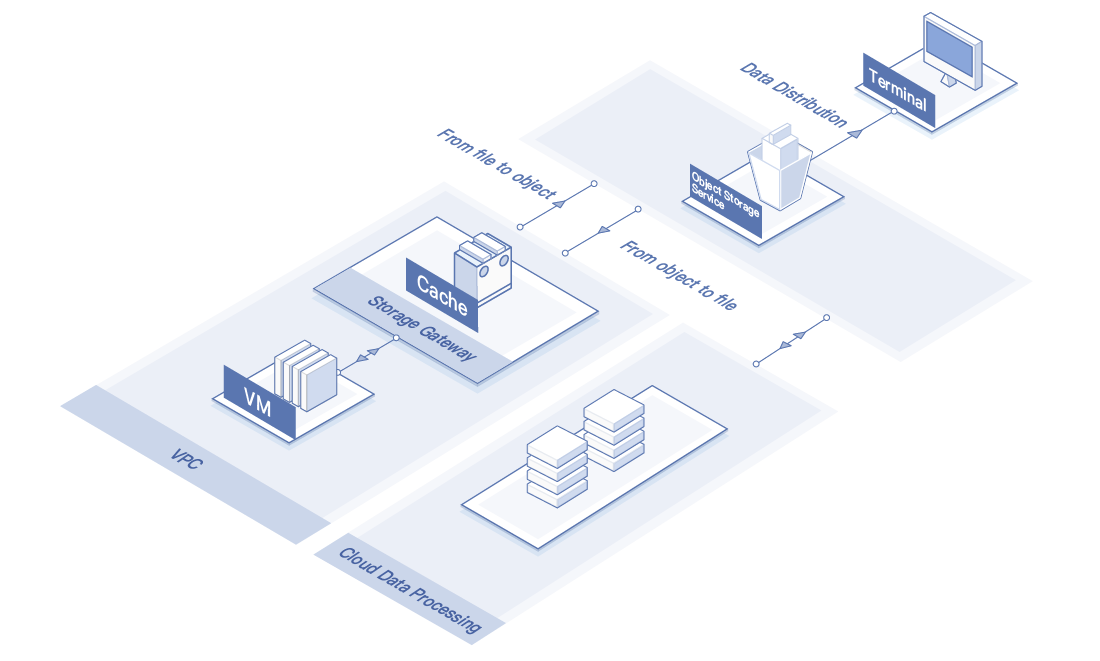 Terminal
Data Distribution
From file to object
Object Storage
Service
From object to file
Cache
Storage Gateway
VM
VPC
Cloud Data Processing